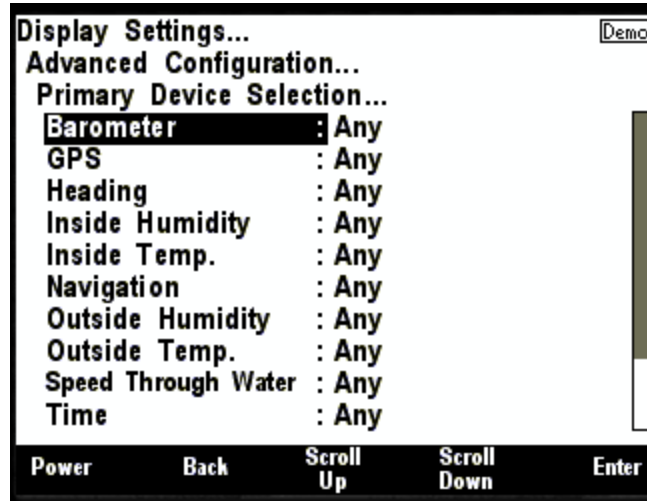 Display Settings...
Demo
Advanced Configuration...
Primary Device Selection...
Barometer : Any
GPS : Any
Heading : Any
Inside Humidity : Any
Inside Temp. : Any
Navigation : Any
Outside Humidity : Any
Outside Temp. : Any
Speed Through Water : Any
Time : Any
Power Back Scroll Up Scroll Down Enter